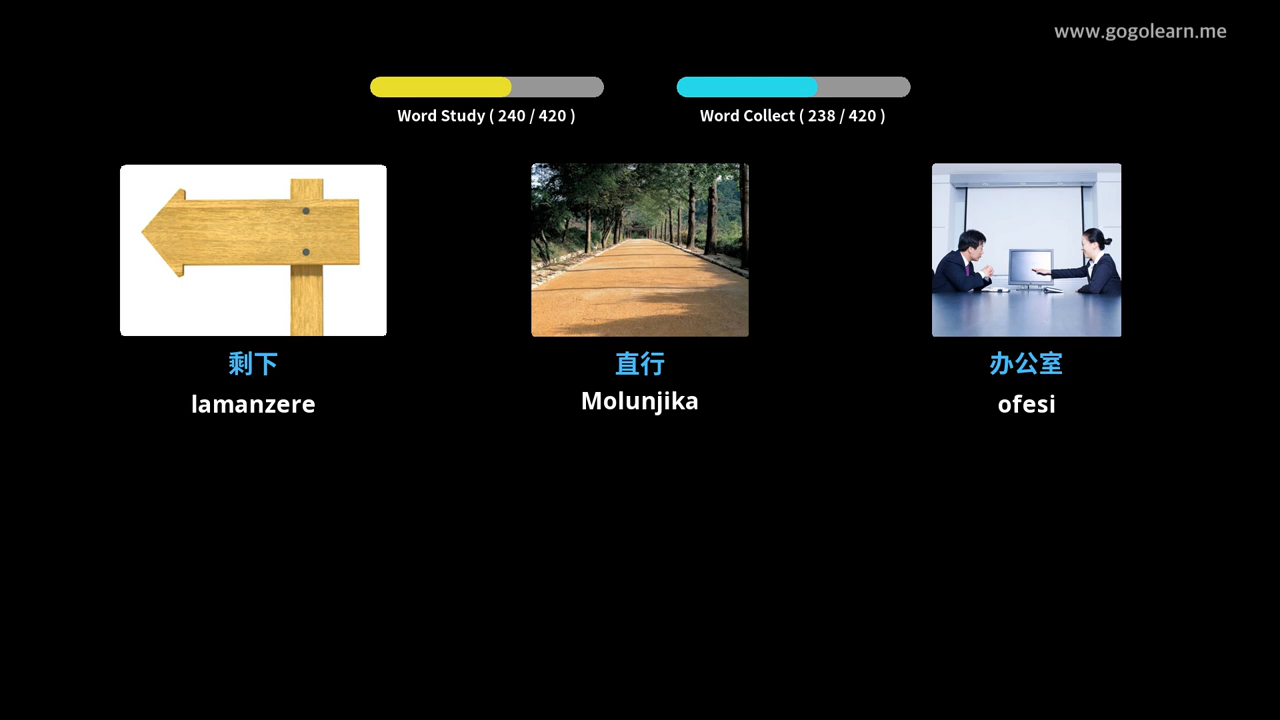 www.gogolearn.me
Word Study ( 240 / 420 )
Word Collect ( 238 / 420 )
剩下
lamanzere
直行
Molunjika
办公室
ofesi